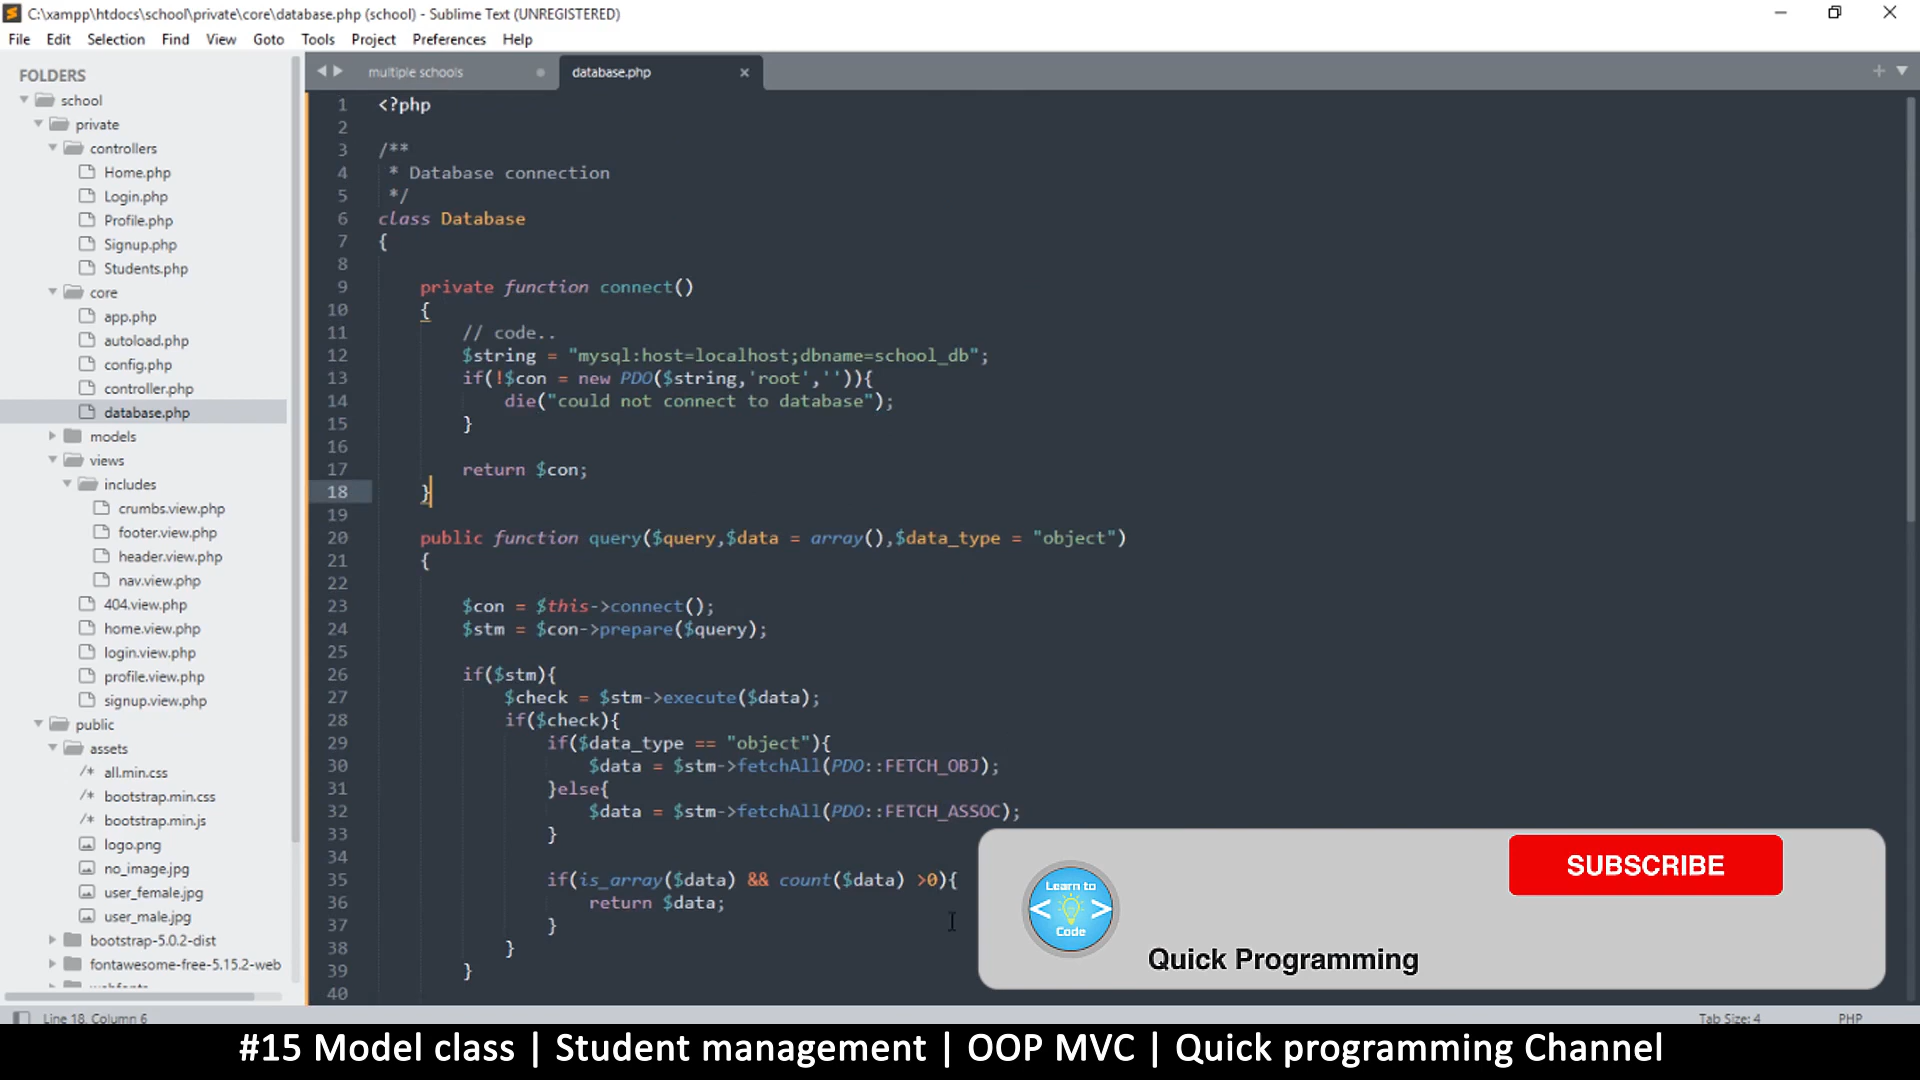 C:\xampp\htdocs\school\private\core\database.php (school) - Sublime Text (UNREGISTERED)
File Edit Selection Find View Goto Tools Project Preferences Help
FOLDERS
school
private
controllers
Home.php
Login.php
Profile.php
Signup.php
Students.php
core
app.php
autoload.php
config.php
controller.php
database.php
models
views
includes
crumbs.view.php
footer.view.php
header.view.php
nav.view.php
404.view.php
home.view.php
login.view.php
profile.view.php
signup.view.php
public
assets
/* all.min.css
/* bootstrap.min.css
/* bootstrap.min.js
logo.png
no_image.jpg
user_female.jpg
user_male.jpg
bootstrap-5.0.2-dist
fontawesome-free-5.15.2-web
multiple schools
database.php
1 <?php
2
3 /**
4  * Database connection
5  */
6 class Database
7 {
8
9     private function connect()
10     {
11         // code..
12         $string = "mysql:host=localhost;dbname=school_db";
13         if(!$con = new PDO($string,'root','')){
14             die("could not connect to database");
15         }
16
17         return $con;
18     }
19
20     public function query($query,$data = array(),$data_type = "object")
21     {
22
23         $con = $this->connect();
24         $stm = $con->prepare($query);
25
26         if($stm){
27             $check = $stm->execute($data);
28             if($check){
29                 if($data_type == "object"){
30                     $data = $stm->fetchAll(PDO::FETCH_OBJ);
31                 }else{
32                     $data = $stm->fetchAll(PDO::FETCH_ASSOC);
33                 }
34
35                 if(is_array($data) && count($data) >0){
36                     return $data;
37                 }
38             }
39         }
40
Learn to
< >
Code
SUBSCRIBE
Quick Programming
Line 18, Column 6
Tab Size: 4
PHP
#15 Model class | Student management | OOP MVC | Quick programming Channel